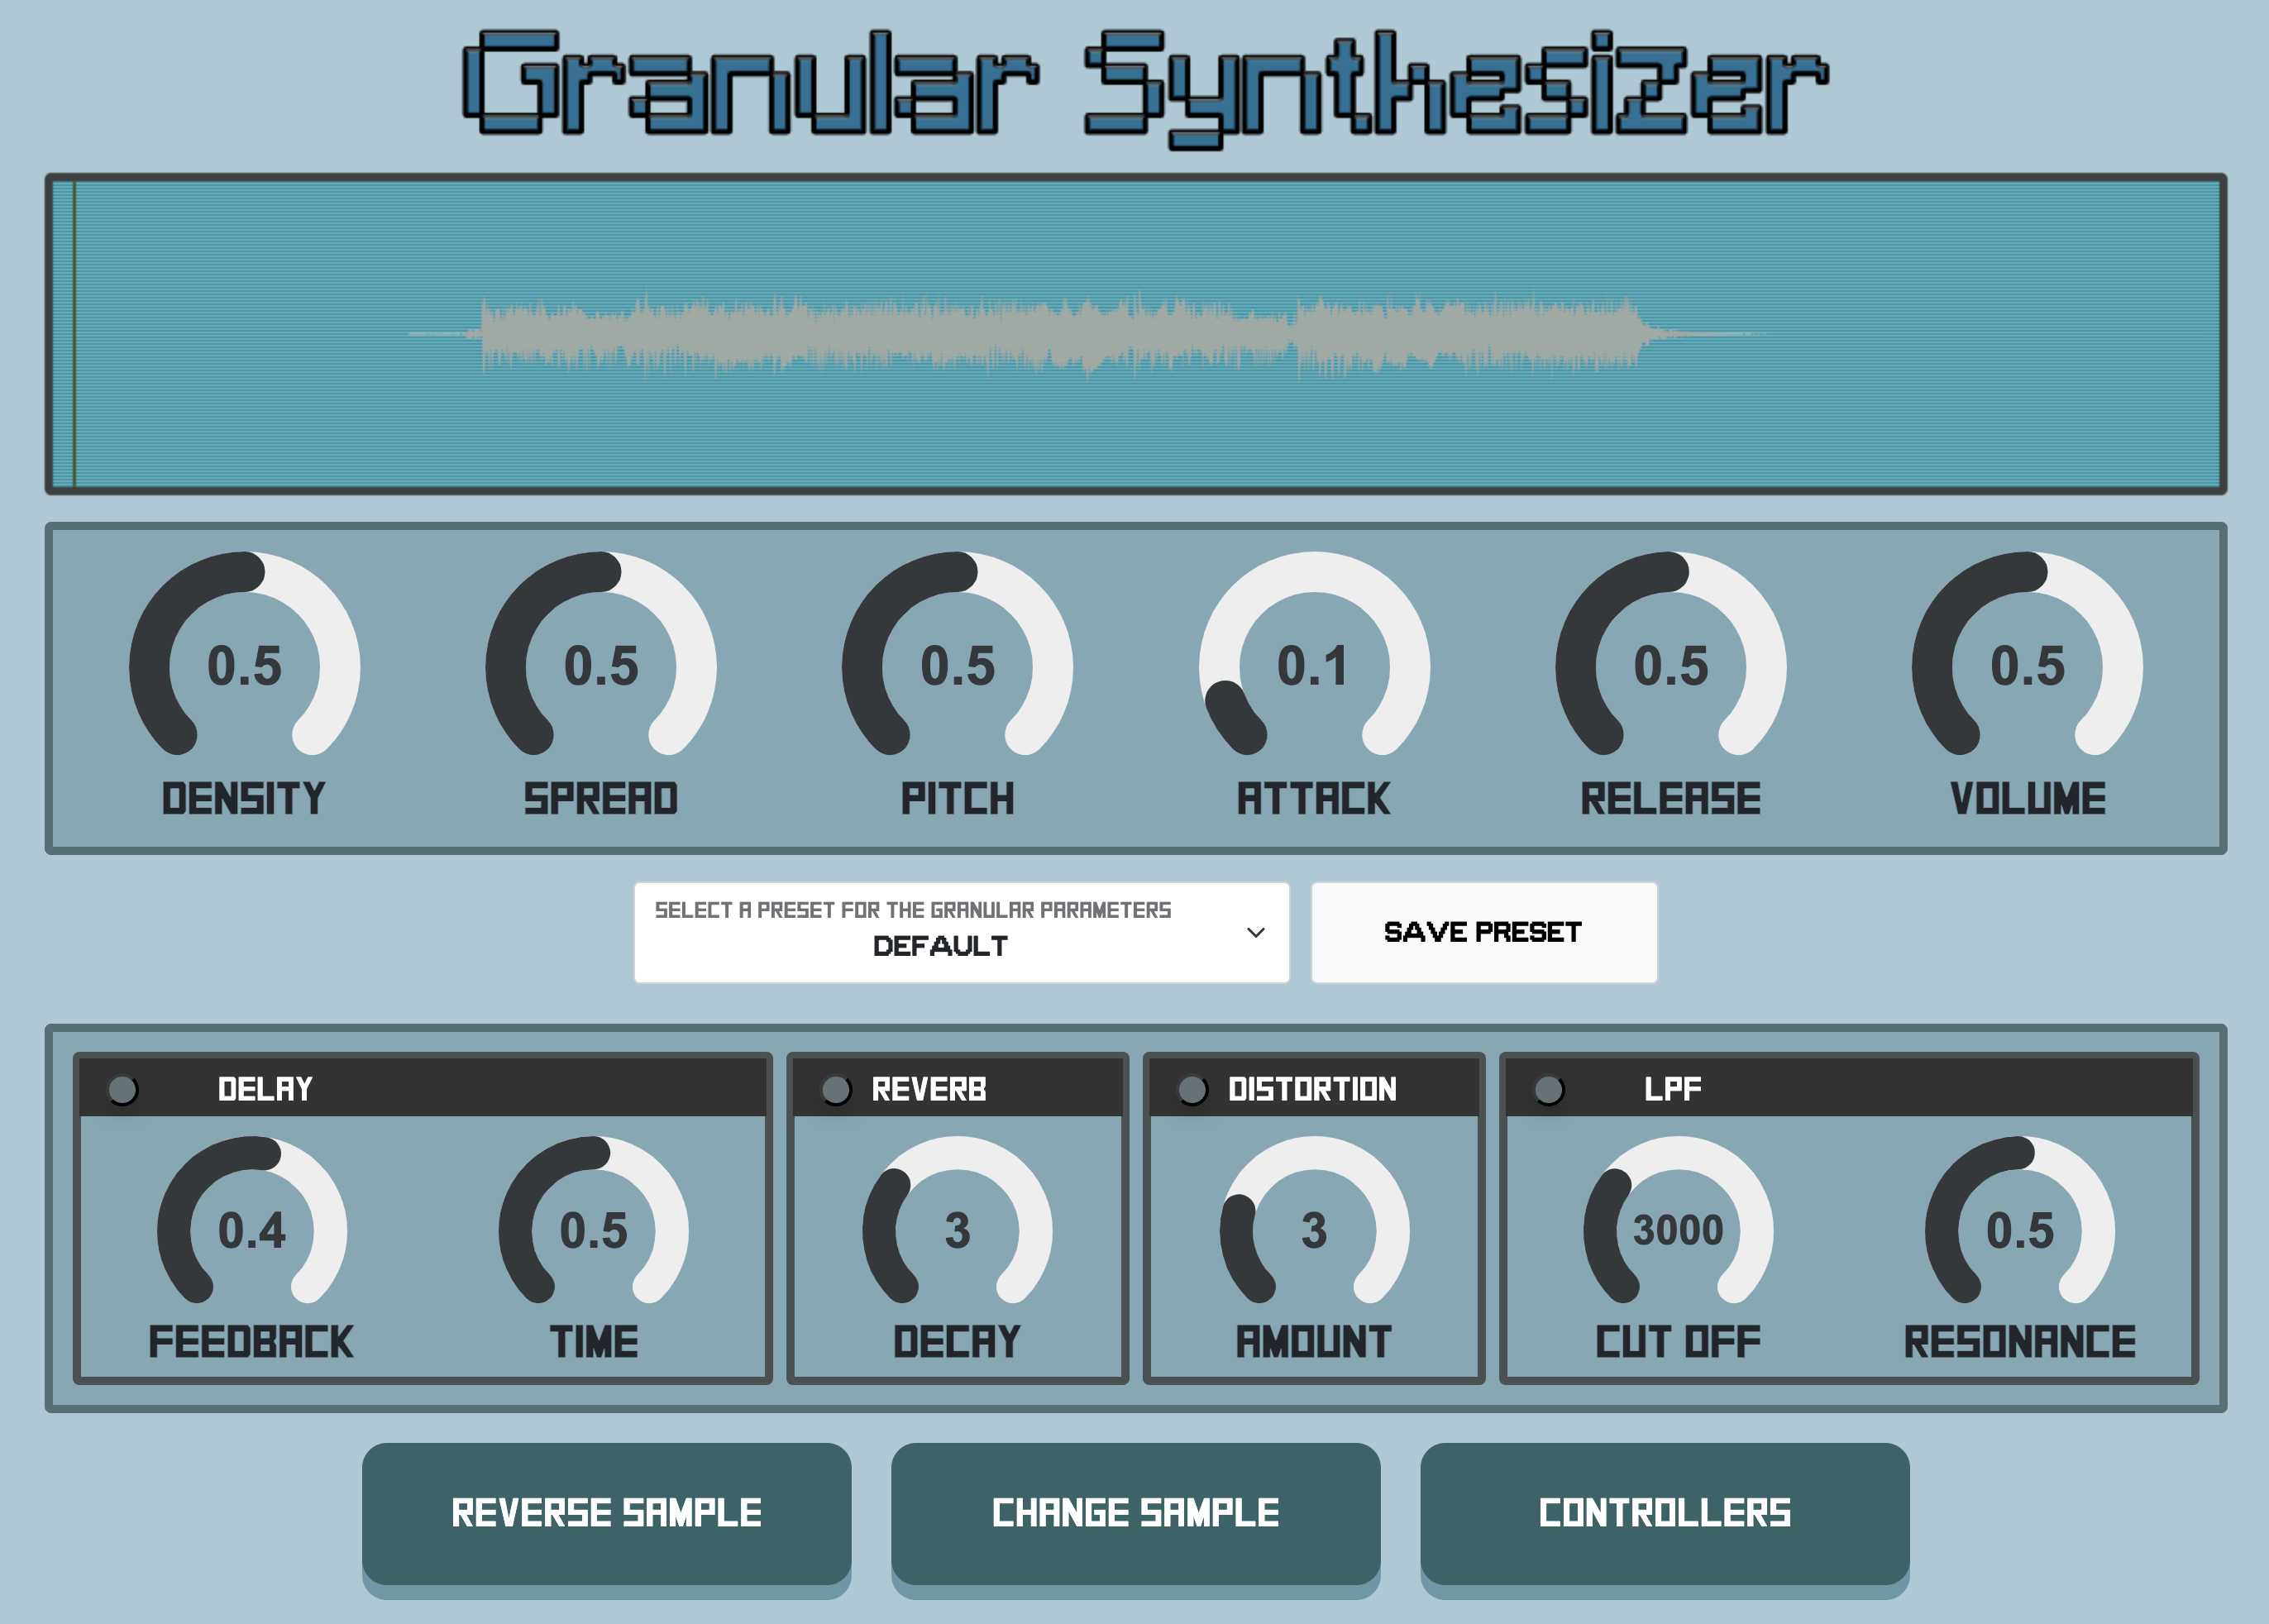 Granular Synthesizer
0.5 0.5 0.5 0.1 0.5 0.5
DENSITY SPREAD PITCH ATTACK RELEASE VOLUME
SELECT A PRESET FOR THE GRANULAR PARAMETERS
DEFAULT
SAVE PRESET
DELAY REVERB DISTORTION LPF
0.4 0.5 3 3 3000 0.5
FEEDBACK TIME DECAY AMOUNT CUT OFF RESONANCE
REVERSE SAMPLE CHANGE SAMPLE CONTROLLERS